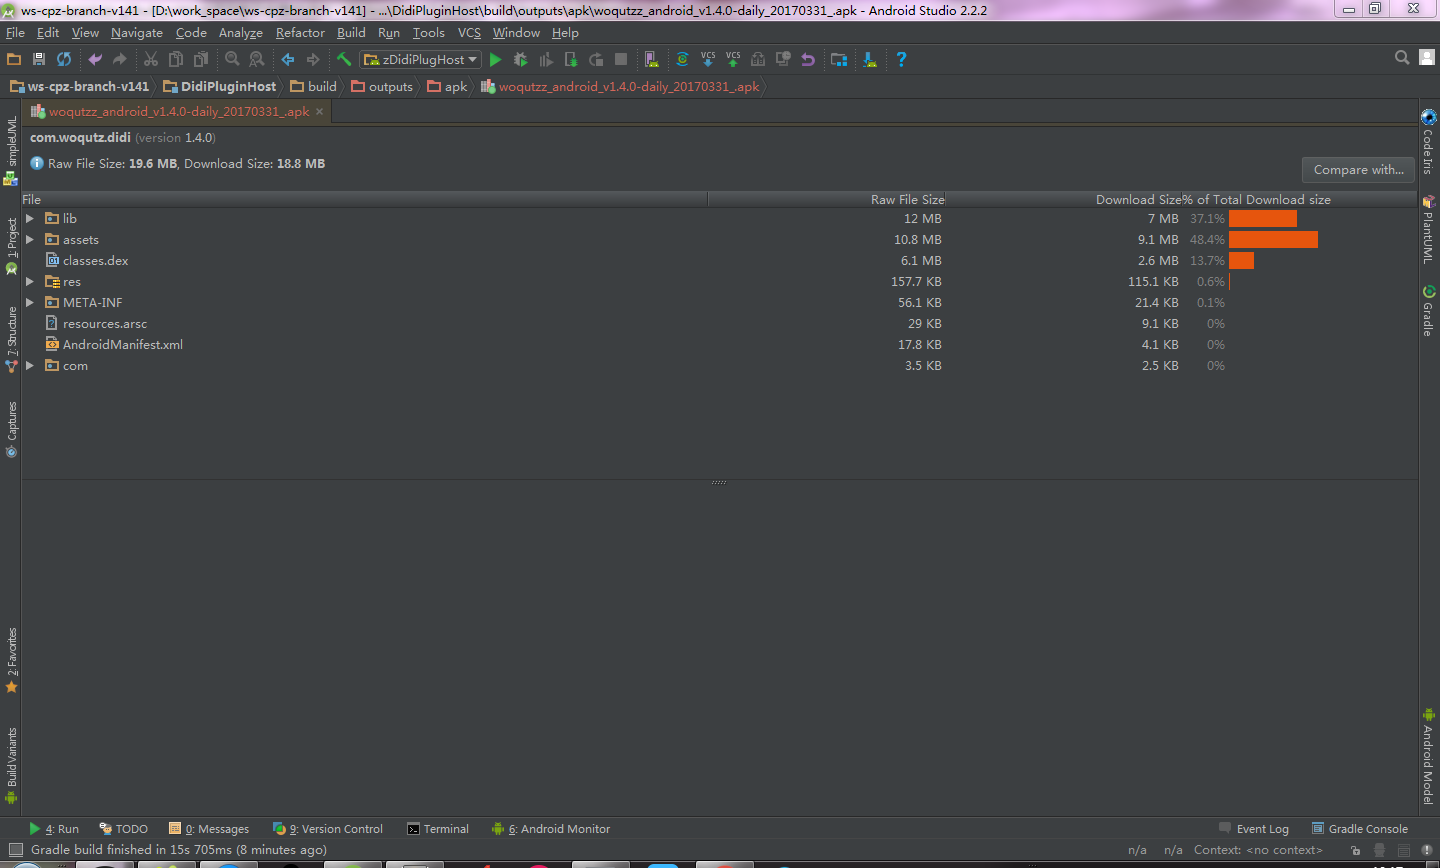 ws-cpz-branch-v141 - [D:\work_space\ws-cpz-branch-v141] - ...\DidiPluginHost\build\outputs\apk\woqutzz_android_v1.4.0-daily_20170331_.apk - Android Studio 2.2.2
File Edit View Navigate Code Analyze Refactor Build Run Tools VCS Window Help
zDidiPlugHost VCS VCS ?
ws-cpz-branch-v141 DidiPluginHost build outputs apk woqutzz_android_v1.4.0-daily_20170331_.apk
woqutzz_android_v1.4.0-daily_20170331_.apk
com.woqutz.didi (version 1.4.0)
Raw File Size: 19.6 MB, Download Size: 18.8 MB
Compare with...
File Raw File Size Download Size % of Total Download size
lib 12 MB 7 MB 37.1%
assets 10.8 MB 9.1 MB 48.4%
classes.dex 6.1 MB 2.6 MB 13.7%
res 157.7 KB 115.1 KB 0.6%
META-INF 56.1 KB 21.4 KB 0.1%
resources.arsc 29 KB 9.1 KB 0%
AndroidManifest.xml 17.8 KB 4.1 KB 0%
com 3.5 KB 2.5 KB 0%
simpleUML
1: Project
7: Structure
Captures
2: Favorites
Build Variants
Code Iris
PlantUML
Gradle
Android Model
4: Run TODO 0: Messages 9: Version Control Terminal 6: Android Monitor Event Log Gradle Console
Gradle build finished in 15s 705ms (8 minutes ago) n/a n/a Context: <no context>